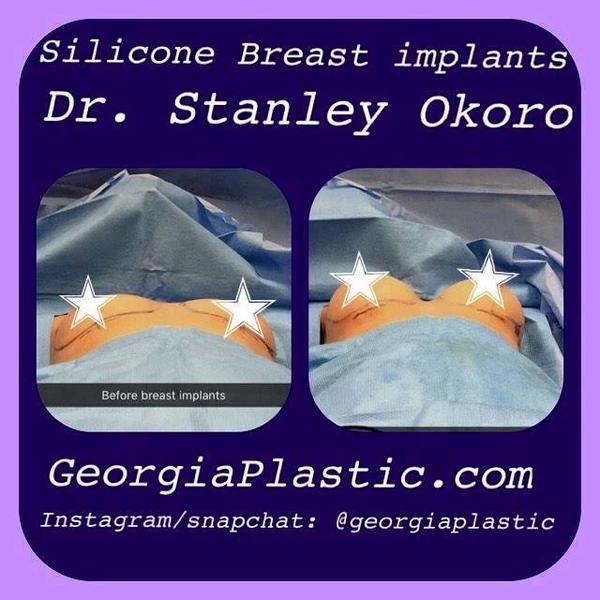 Silicone Breast implants
Dr. Stanley Okoro
Before breast implants
GeorgiaPlastic.com
Instagram/snapchat: @georgiaplastic